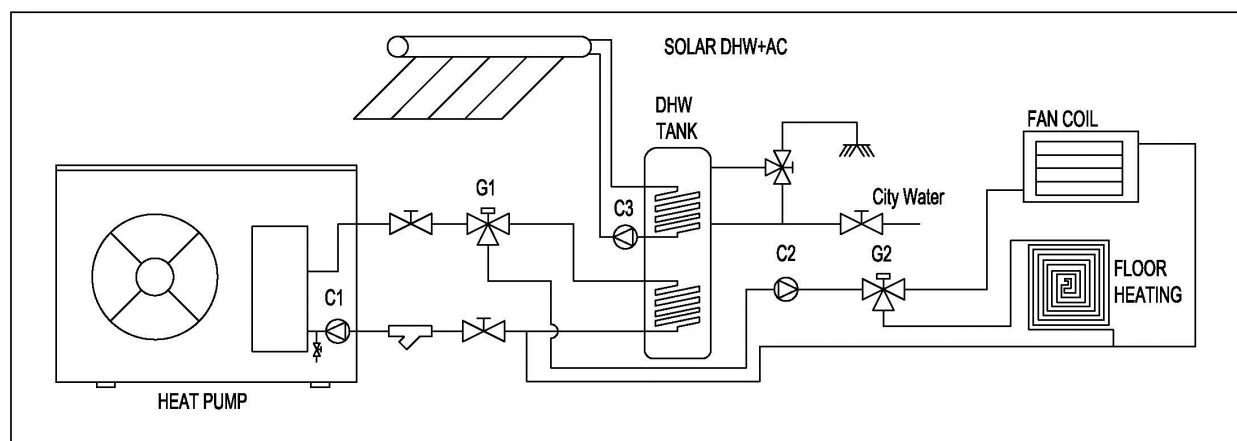 SOLAR DHW+AC
DHW
TANK
FAN COIL
G1
C3
City Water
C2
G2
C1
FLOOR
HEATING
HEAT PUMP